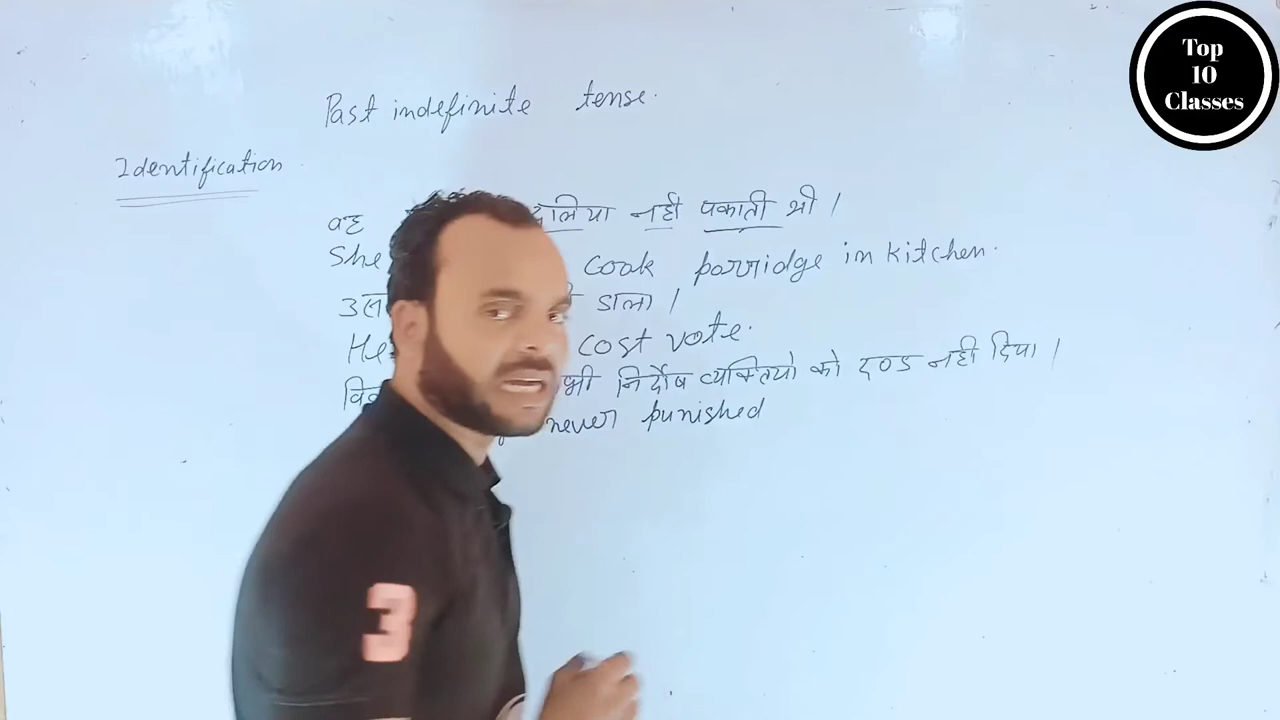 Past indefinite tense.
Identification
वह दलिया नही पकाती थी ।
She cook porridge in kitchen.
डाला ।
He cost vote.
निर्दोष व्यक्तियो को दण्ड नही दिया ।
never punished
Top
10
Classes